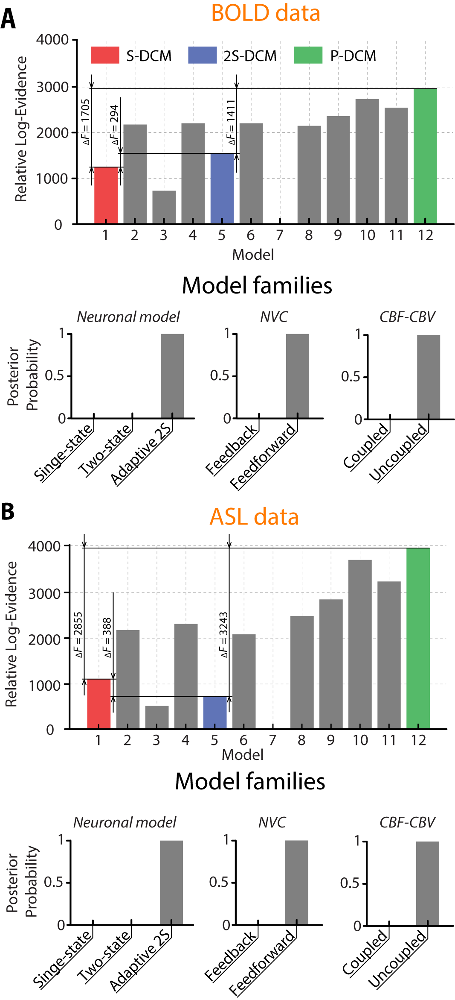 A
BOLD data
4000
3000
2000
1000
0
Relative Log-Evidence
S-DCM
2S-DCM
P-DCM
ΔF = 1705
ΔF = 294
ΔF = 1411
1 2 3 4 5 6 7 8 9 10 11 12
Model
Model families
Neuronal model
NVC
CBF-CBV
Posterior
Probability
1
0.5
0
Singe-state
Two-state
Adaptive 2S
1
0.5
0
Feedback
Feedforward
1
0.5
0
Coupled
Uncoupled
B
ASL data
4000
3000
2000
1000
0
Relative Log-Evidence
ΔF = 2855
ΔF = 388
ΔF = 3243
1 2 3 4 5 6 7 8 9 10 11 12
Model
Model families
Neuronal model
NVC
CBF-CBV
Posterior
Probability
1
0.5
0
Singe-state
Two-state
Adaptive 2S
1
0.5
0
Feedback
Feedforward
1
0.5
0
Coupled
Uncoupled